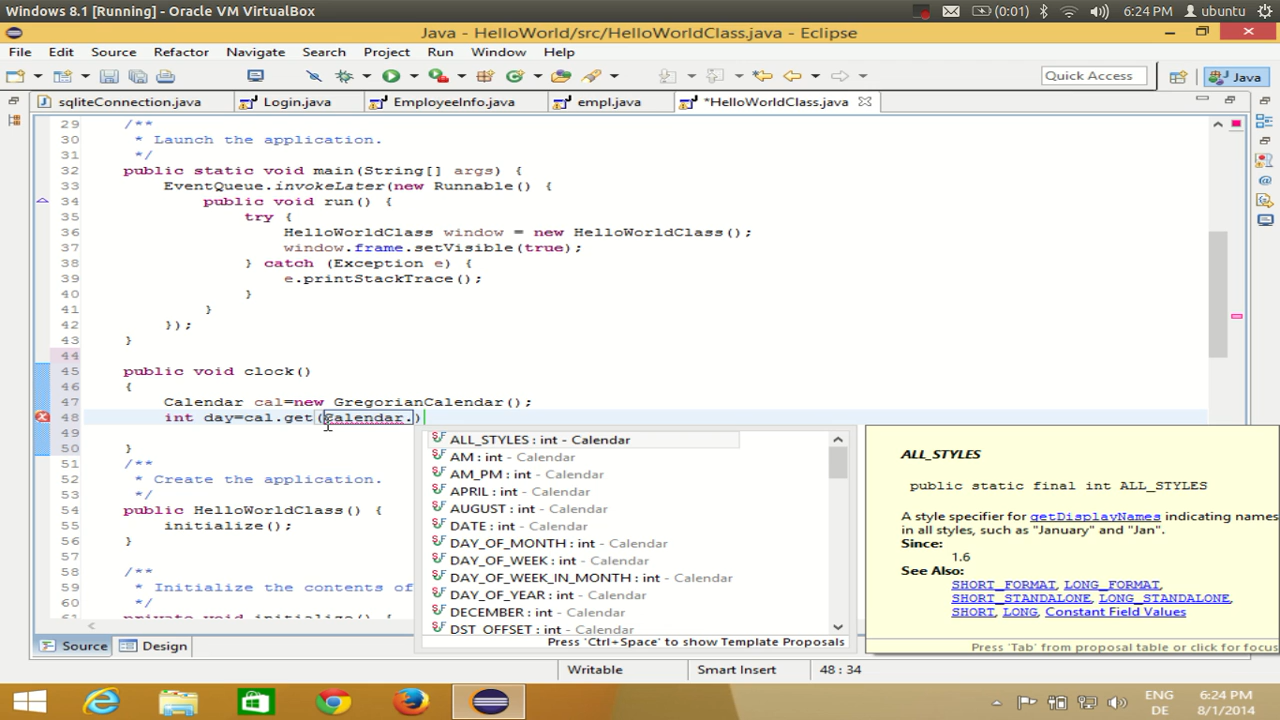 Windows 8.1 [Running] - Oracle VM VirtualBox
(0:01) 6:24 PM ubuntu
Java - HelloWorld/src/HelloWorldClass.java - Eclipse
File Edit Source Refactor Navigate Search Project Run Window Help
Quick Access Java
sqliteConnection.java Login.java EmployeeInfo.java empl.java *HelloWorldClass.java
29 /**
30 * Launch the application.
31 */
32 public static void main(String[] args) {
33 EventQueue.invokeLater(new Runnable() {
34 public void run() {
35 try {
36 HelloWorldClass window = new HelloWorldClass();
37 window.frame.setVisible(true);
38 } catch (Exception e) {
39 e.printStackTrace();
40 }
41 }
42 });
43 }
44
45 public void clock()
46 {
47 Calendar cal=new GregorianCalendar();
48 int day=cal.get(Calendar.)
49
50 }
51 /**
52 * Create the application.
53 */
54 public HelloWorldClass() {
55 initialize();
56 }
57
58 /**
59 * Initialize the contents of
60 */
61 private void initialize() {
ALL_STYLES : int - Calendar
AM : int - Calendar
AM_PM : int - Calendar
APRIL : int - Calendar
AUGUST : int - Calendar
DATE : int - Calendar
DAY_OF_MONTH : int - Calendar
DAY_OF_WEEK : int - Calendar
DAY_OF_WEEK_IN_MONTH : int - Calendar
DAY_OF_YEAR : int - Calendar
DECEMBER : int - Calendar
DST_OFFSET : int - Calendar
Press 'Ctrl+Space' to show Template Proposals
ALL_STYLES
public static final int ALL_STYLES
A style specifier for getDisplayNames indicating names
in all styles, such as "January" and "Jan".
Since:
1.6
See Also:
SHORT_FORMAT, LONG_FORMAT,
SHORT_STANDALONE, LONG_STANDALONE,
SHORT, LONG, Constant Field Values
Press 'Tab' from proposal table or click for focus
Source Design
Writable Smart Insert 48 : 34
ENG 6:24 PM
DE 8/1/2014